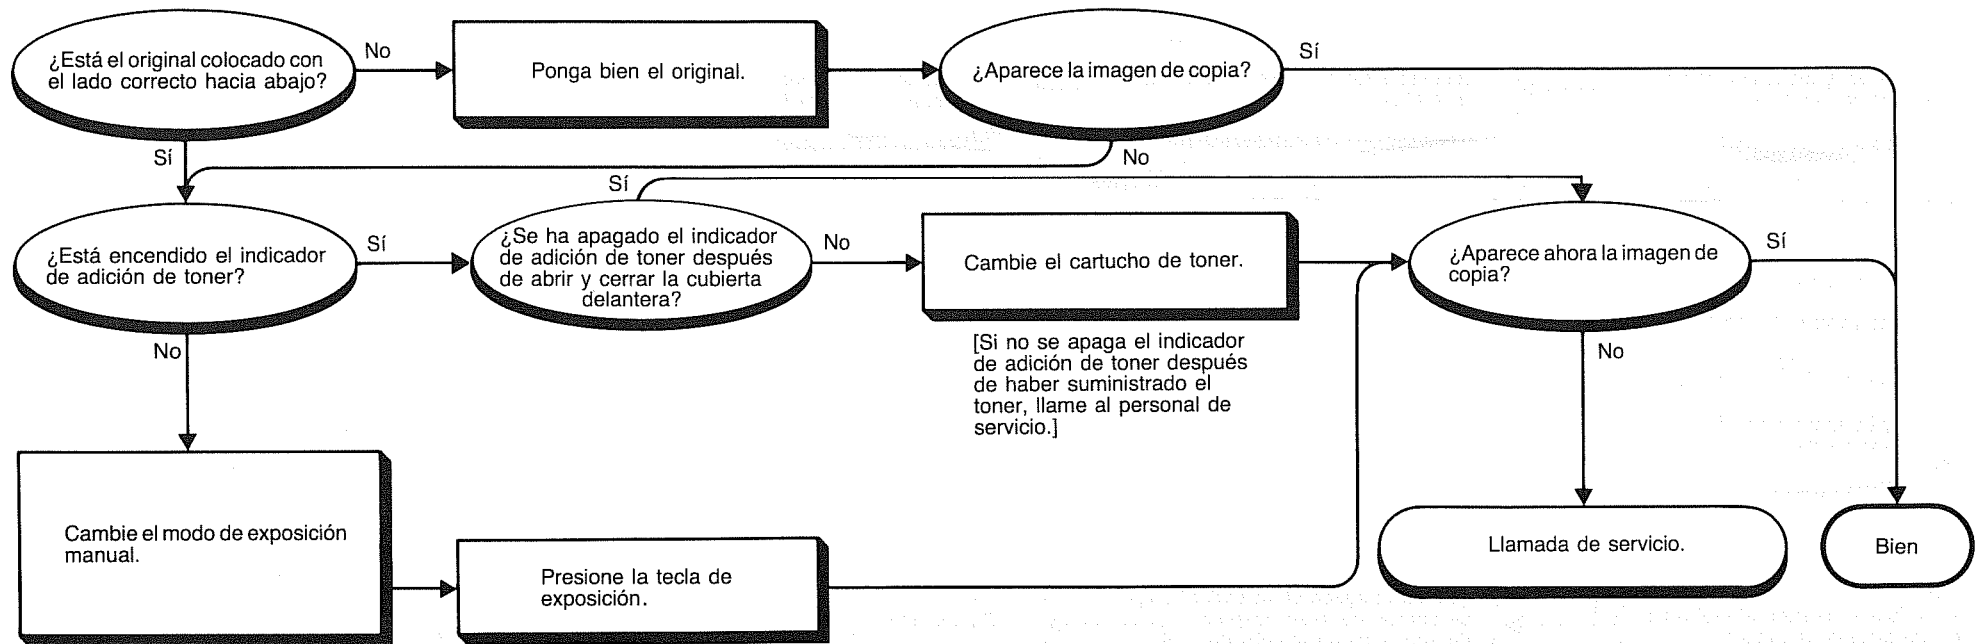 ¿Está el original colocado con
el lado correcto hacia abajo?
No
Ponga bien el original.
¿Aparece la imagen de copia?
Sí
Sí
No
Sí
¿Está encendido el indicador
de adición de toner?
Sí
¿Se ha apagado el indicador
de adición de toner después
de abrir y cerrar la cubierta
delantera?
No
Cambie el cartucho de toner.
[Si no se apaga el indicador
de adición de toner después
de haber suministrado el
toner, llame al personal de
servicio.]
¿Aparece ahora la imagen de
copia?
Sí
No
No
Cambie el modo de exposición
manual.
Presione la tecla de
exposición.
Llamada de servicio.
Bien